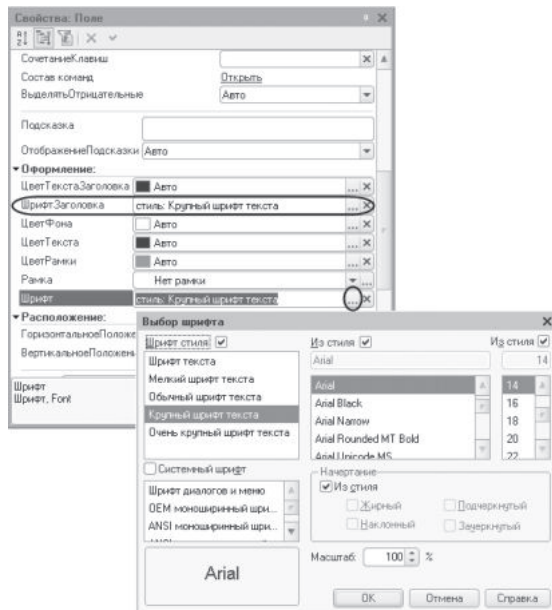 Свойства: Поле
СочетаниеКлавиш
Состав команд Открыть
ВыделятьОтрицательные Авто
Подсказка
ОтображениеПодсказки Авто
Оформление:
ЦветТекстаЗаголовка Авто
ШрифтЗаголовка стиль: Крупный шрифт текста
ЦветФона Авто
ЦветТекста Авто
ЦветРамки Авто
Рамка Нет рамки
Шрифт стиль: Крупный шрифт текста
Расположение:
ГоризонтальноеПоложе
ВертикальноеПоложен
Шрифт
Шрифт, Font
Выбор шрифта
Шрифт стиля
Шрифт текста
Мелкий шрифт текста
Обычный шрифт текста
Крупный шрифт текста
Очень крупный шрифт текста
Системный шрифт
Шрифт диалогов и меню
OEM моноширинный шри...
ANSI моноширинный шри...
Arial
Из стиля
Arial
Arial
Arial Black
Arial Narrow
Arial Rounded MT Bold
Arial Unicode MS
Из стиля
14
14
16
18
20
22
Начертание
Из стиля
Жирный Подчеркнутый
Наклонный Зачеркнутый
Масштаб: 100 %
OK Отмена Справка